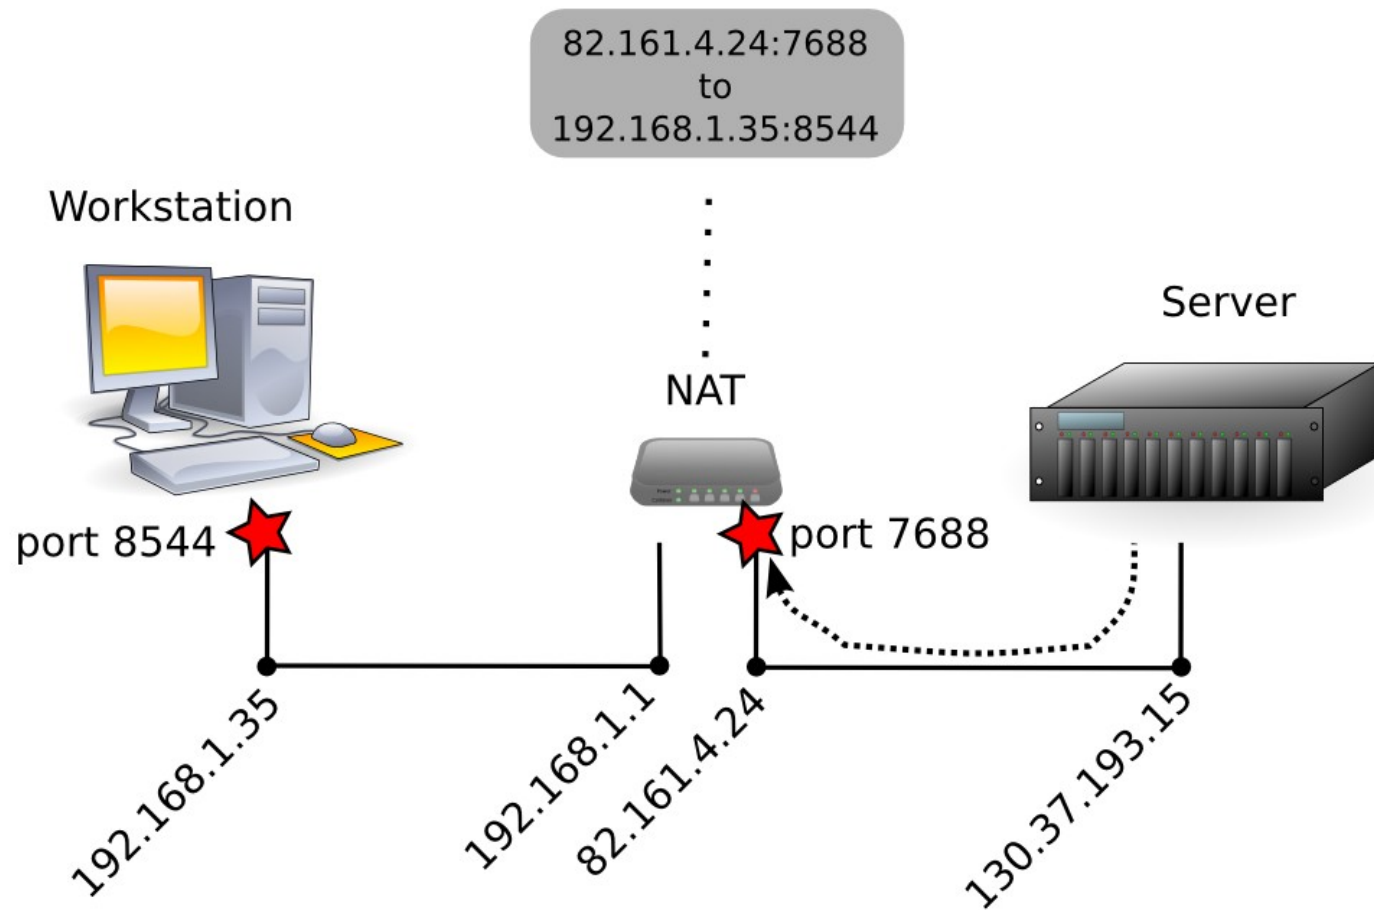 82.161.4.24:7688
to
192.168.1.35:8544
Workstation
Server
NAT
port 8544
port 7688
192.168.1.35
192.168.1.1
82.161.4.24
130.37.193.15